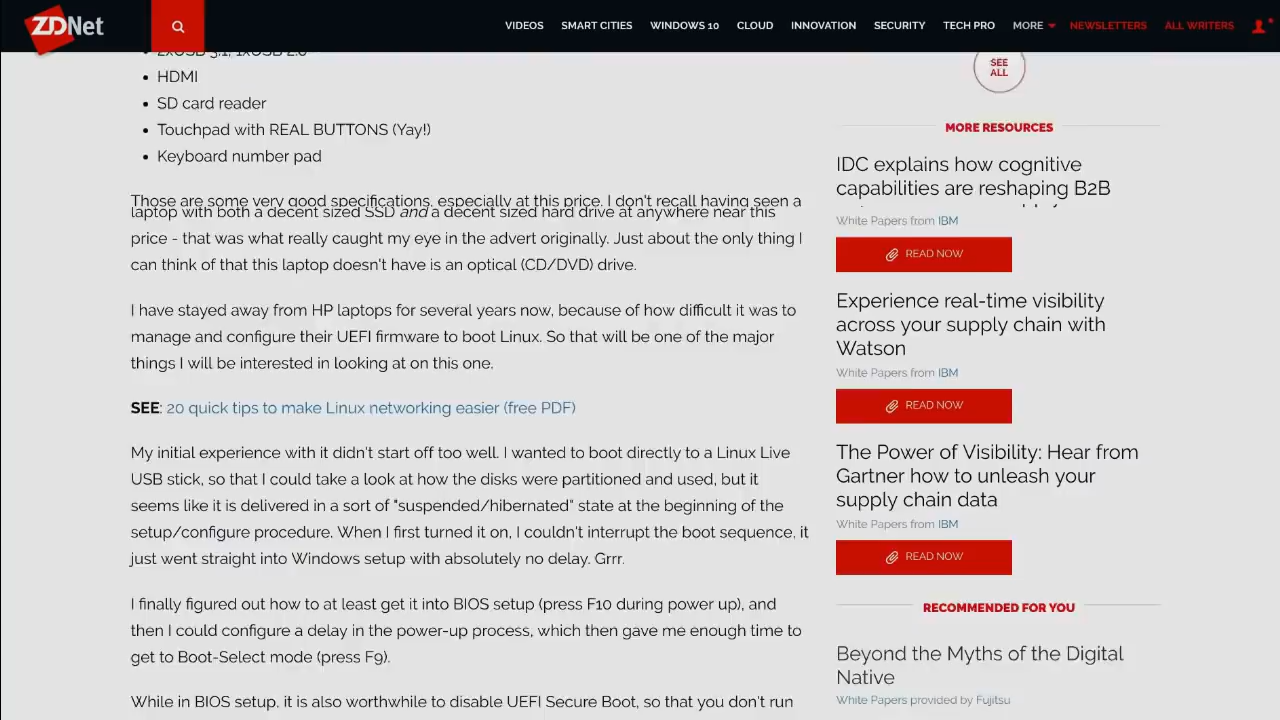 ZDNet
VIDEOS SMART CITIES WINDOWS 10 CLOUD INNOVATION SECURITY TECH PRO MORE NEWSLETTERS ALL WRITERS
2xUSB 3.1, 1xUSB 2.0
HDMI
SD card reader
Touchpad with REAL BUTTONS (Yay!)
Keyboard number pad
Those are some very good specifications, especially at this price. I don't recall having seen a
laptop with both a decent sized SSD and a decent sized hard drive at anywhere near this
price - that was what really caught my eye in the advert originally. Just about the only thing I
can think of that this laptop doesn't have is an optical (CD/DVD) drive.
I have stayed away from HP laptops for several years now, because of how difficult it was to
manage and configure their UEFI firmware to boot Linux. So that will be one of the major
things I will be interested in looking at on this one.
SEE: 20 quick tips to make Linux networking easier (free PDF)
My initial experience with it didn't start off too well. I wanted to boot directly to a Linux Live
USB stick, so that I could take a look at how the disks were partitioned and used, but it
seems like it is delivered in a sort of "suspended/hibernated" state at the beginning of the
setup/configure procedure. When I first turned it on, I couldn't interrupt the boot sequence, it
just went straight into Windows setup with absolutely no delay. Grrr.
I finally figured out how to at least get it into BIOS setup (press F10 during power up), and
then I could configure a delay in the power-up process, which then gave me enough time to
get to Boot-Select mode (press F9).
While in BIOS setup, it is also worthwhile to disable UEFI Secure Boot, so that you don't run
SEE
ALL
MORE RESOURCES
IDC explains how cognitive
capabilities are reshaping B2B
White Papers from IBM
READ NOW
Experience real-time visibility
across your supply chain with
Watson
White Papers from IBM
READ NOW
The Power of Visibility: Hear from
Gartner how to unleash your
supply chain data
White Papers from IBM
READ NOW
RECOMMENDED FOR YOU
Beyond the Myths of the Digital
Native
White Papers provided by Fujitsu